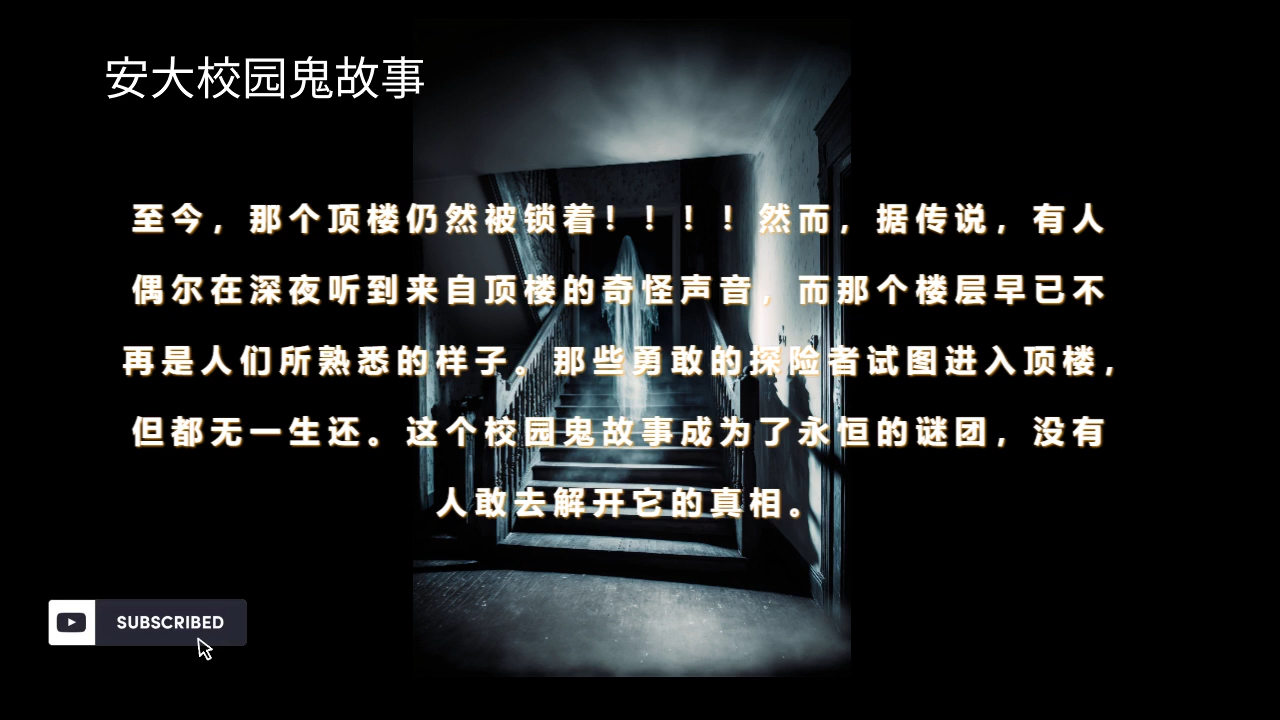 安大校园鬼故事
至今，那个顶楼仍然被锁着！！！！然而，据传说，有人
偶尔在深夜听到来自顶楼的奇怪声音，而那个楼层早已不
再是人们所熟悉的样子。那些勇敢的探险者试图进入顶楼，
但都无一生还。这个校园鬼故事成为了永恒的谜团，没有
人敢去解开它的真相。
SUBSCRIBED